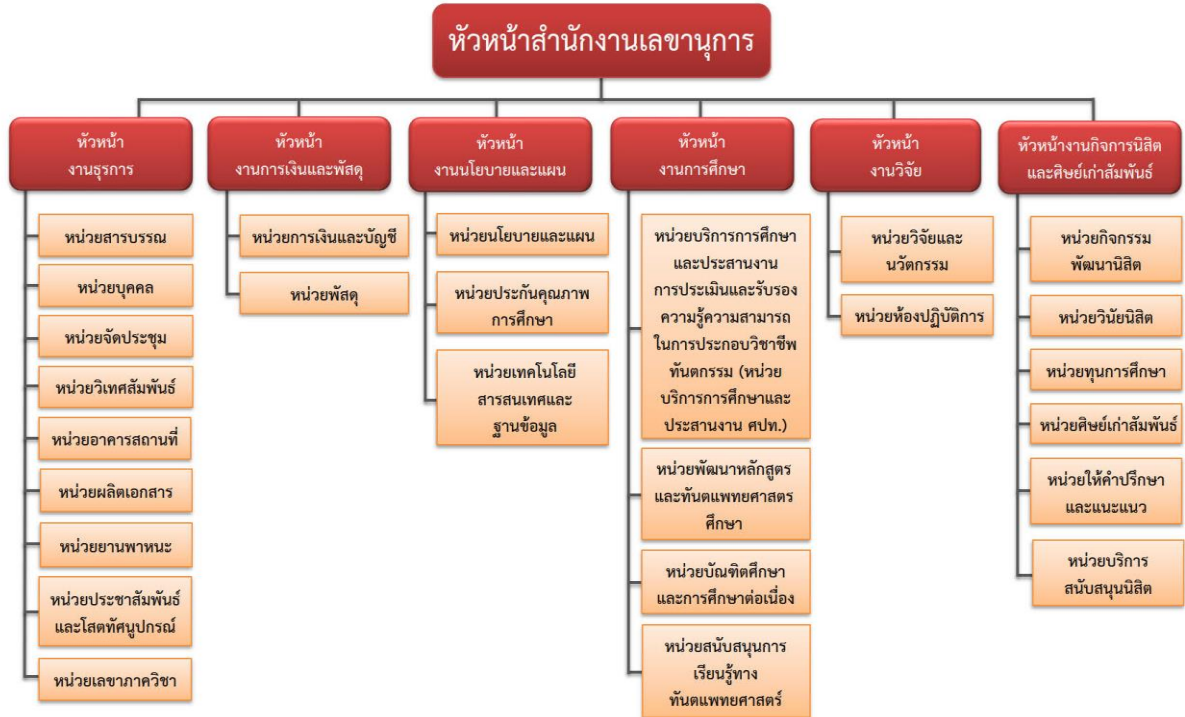 หัวหน้าสำนักงานเลขานุการ
หัวหน้า
งานธุรการ
หน่วยสารบรรณ
หน่วยบุคคล
หน่วยจัดประชุม
หน่วยวิเทศสัมพันธ์
หน่วยอาคารสถานที่
หน่วยผลิตเอกสาร
หน่วยยานพาหนะ
หน่วยประชาสัมพันธ์
และโสตทัศนูปกรณ์
หน่วยเลขาภาควิชา
หัวหน้า
งานการเงินและพัสดุ
หน่วยการเงินและบัญชี
หน่วยพัสดุ
หัวหน้า
งานนโยบายและแผน
หน่วยนโยบายและแผน
หน่วยประกันคุณภาพ
การศึกษา
หน่วยเทคโนโลยี
สารสนเทศและ
ฐานข้อมูล
หัวหน้า
งานการศึกษา
หน่วยบริการการศึกษา
และประสานงาน
การประเมินและรับรอง
ความรู้ความสามารถ
ในการประกอบวิชาชีพ
ทันตกรรม (หน่วย
บริการการศึกษาและ
ประสานงาน ศปท.)
หน่วยพัฒนาหลักสูตร
และทันตแพทยศาสตร
ศึกษา
หน่วยบัณฑิตศึกษา
และการศึกษาต่อเนื่อง
หน่วยสนับสนุนการ
เรียนรู้ทาง
ทันตแพทยศาสตร์
หัวหน้า
งานวิจัย
หน่วยวิจัยและ
นวัตกรรม
หน่วยห้องปฏิบัติการ
หัวหน้างานกิจการนิสิต
และศิษย์เก่าสัมพันธ์
หน่วยกิจกรรม
พัฒนานิสิต
หน่วยวินัยนิสิต
หน่วยทุนการศึกษา
หน่วยศิษย์เก่าสัมพันธ์
หน่วยให้คำปรึกษา
และแนะแนว
หน่วยบริการ
สนับสนุนนิสิต